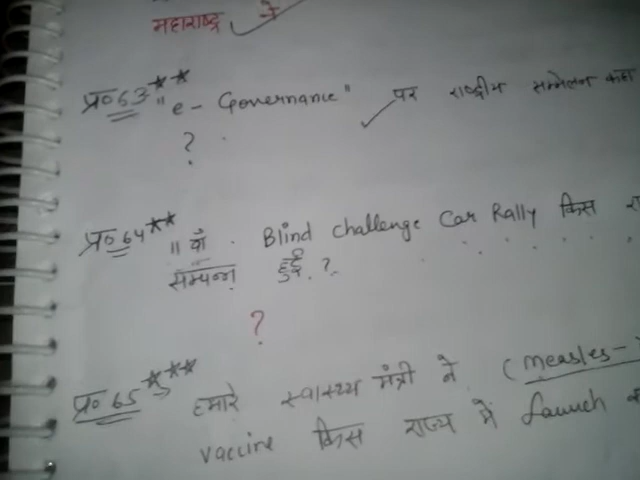 महाराष्ट्र में
प्र०63** "e- Governance" पर राष्ट्रीय सम्मेलन कहा
?
प्र०64** 11 वाँ Blind Challenge Car Rally किस रा
सम्पन्न हुई ?
?
प्र०65*** हमारे स्वास्थ्य मंत्री ने (Measles-
vaccine किस राज्य में launch